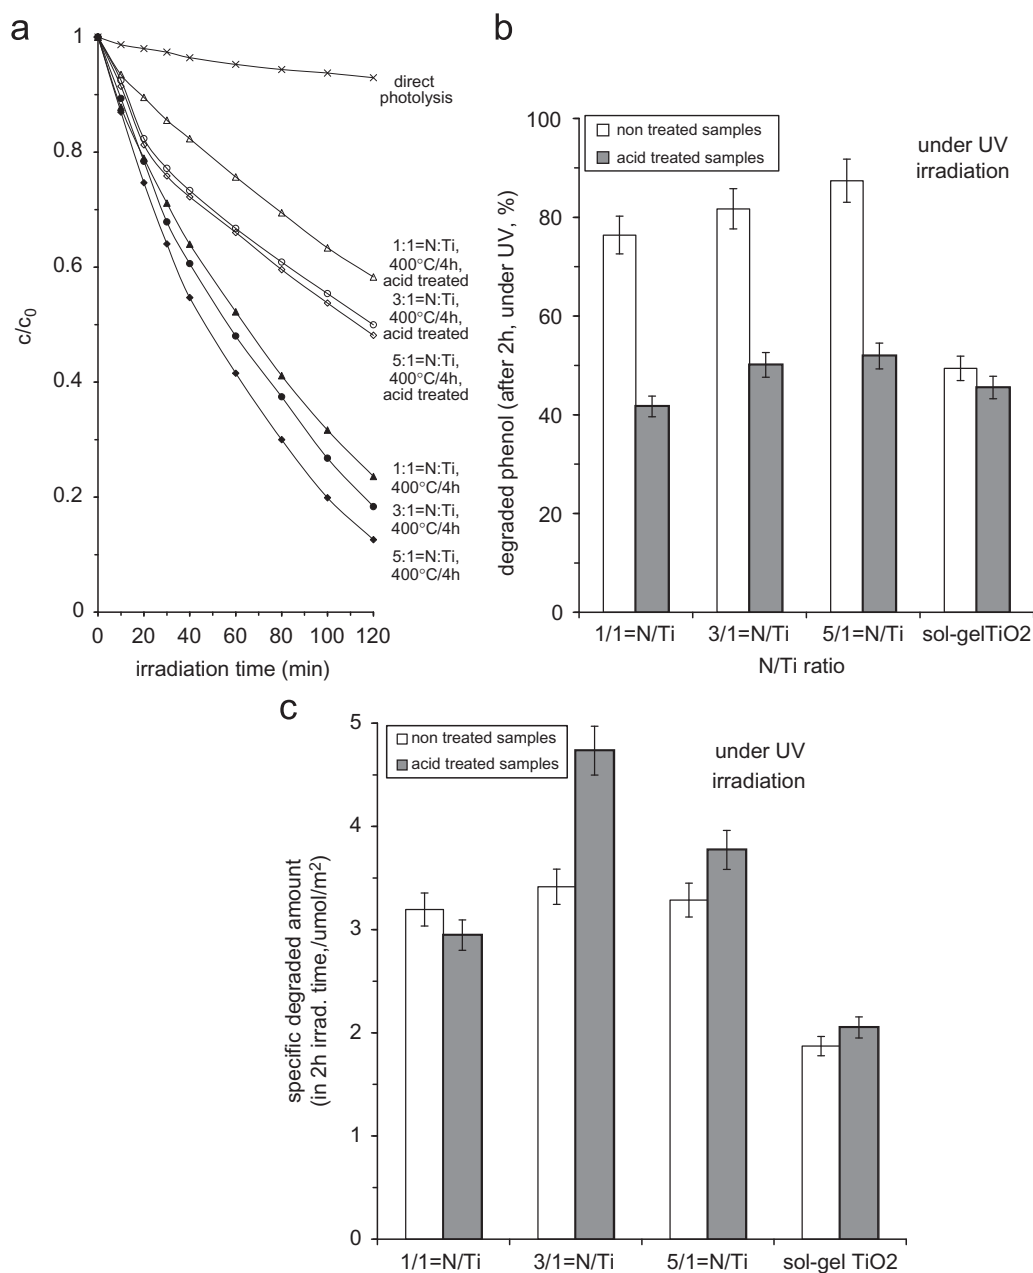 a
1
0.8
0.6
0.4
0.2
0
c/c0
0
20
40
60
80
100
120
irradiation time (min)
direct
photolysis
1:1=N:Ti,
400°C/4h,
acid treated
3:1=N:Ti,
400°C/4h,
acid treated
5:1=N:Ti,
400°C/4h,
acid treated
1:1=N:Ti,
400°C/4h
3:1=N:Ti,
400°C/4h
5:1=N:Ti,
400°C/4h
b
100
80
60
40
20
0
degraded phenol (after 2h, under UV, %)
non treated samples
acid treated samples
under UV
irradiation
1/1=N/Ti
3/1=N/Ti
5/1=N/Ti
sol-gelTiO2
N/Ti ratio
c
5
4
3
2
1
0
specific degraded amount
(in 2h irrad. time,/umol/m²)
non treated samples
acid treated samples
under UV
irradiation
1/1=N/Ti
3/1=N/Ti
5/1=N/Ti
sol-gel TiO2